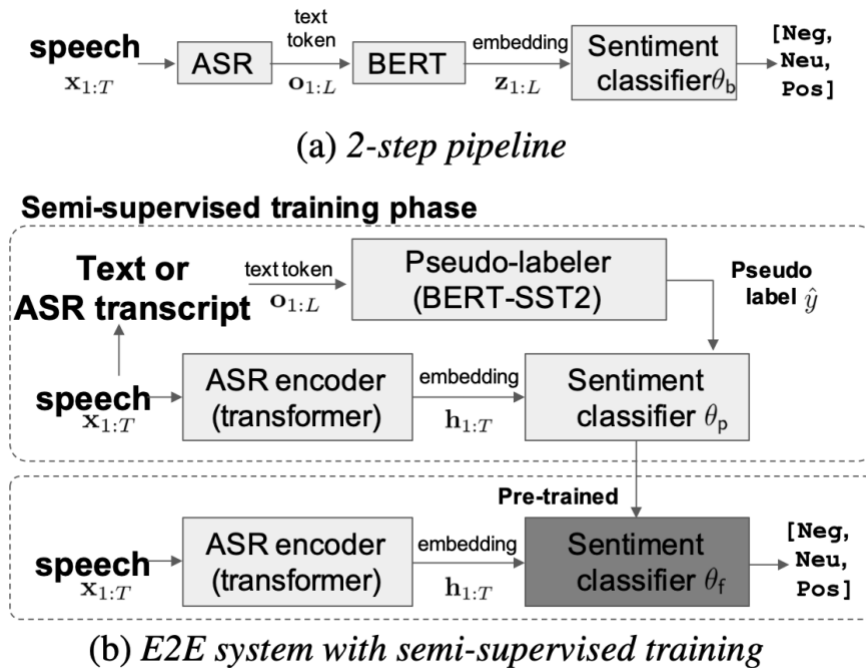 speech
x1:T
ASR
text
token
o1:L
BERT
embedding
z1:L
Sentiment
classifierθb
[Neg,
Neu,
Pos]
(a) 2-step pipeline
Semi-supervised training phase
Text or
ASR transcript
text token
o1:L
Pseudo-labeler
(BERT-SST2)
Pseudo
label ŷ
speech
x1:T
ASR encoder
(transformer)
embedding
h1:T
Sentiment
classifier θp
Pre-trained
speech
x1:T
ASR encoder
(transformer)
embedding
h1:T
Sentiment
classifier θf
[Neg,
Neu,
Pos]
(b) E2E system with semi-supervised training